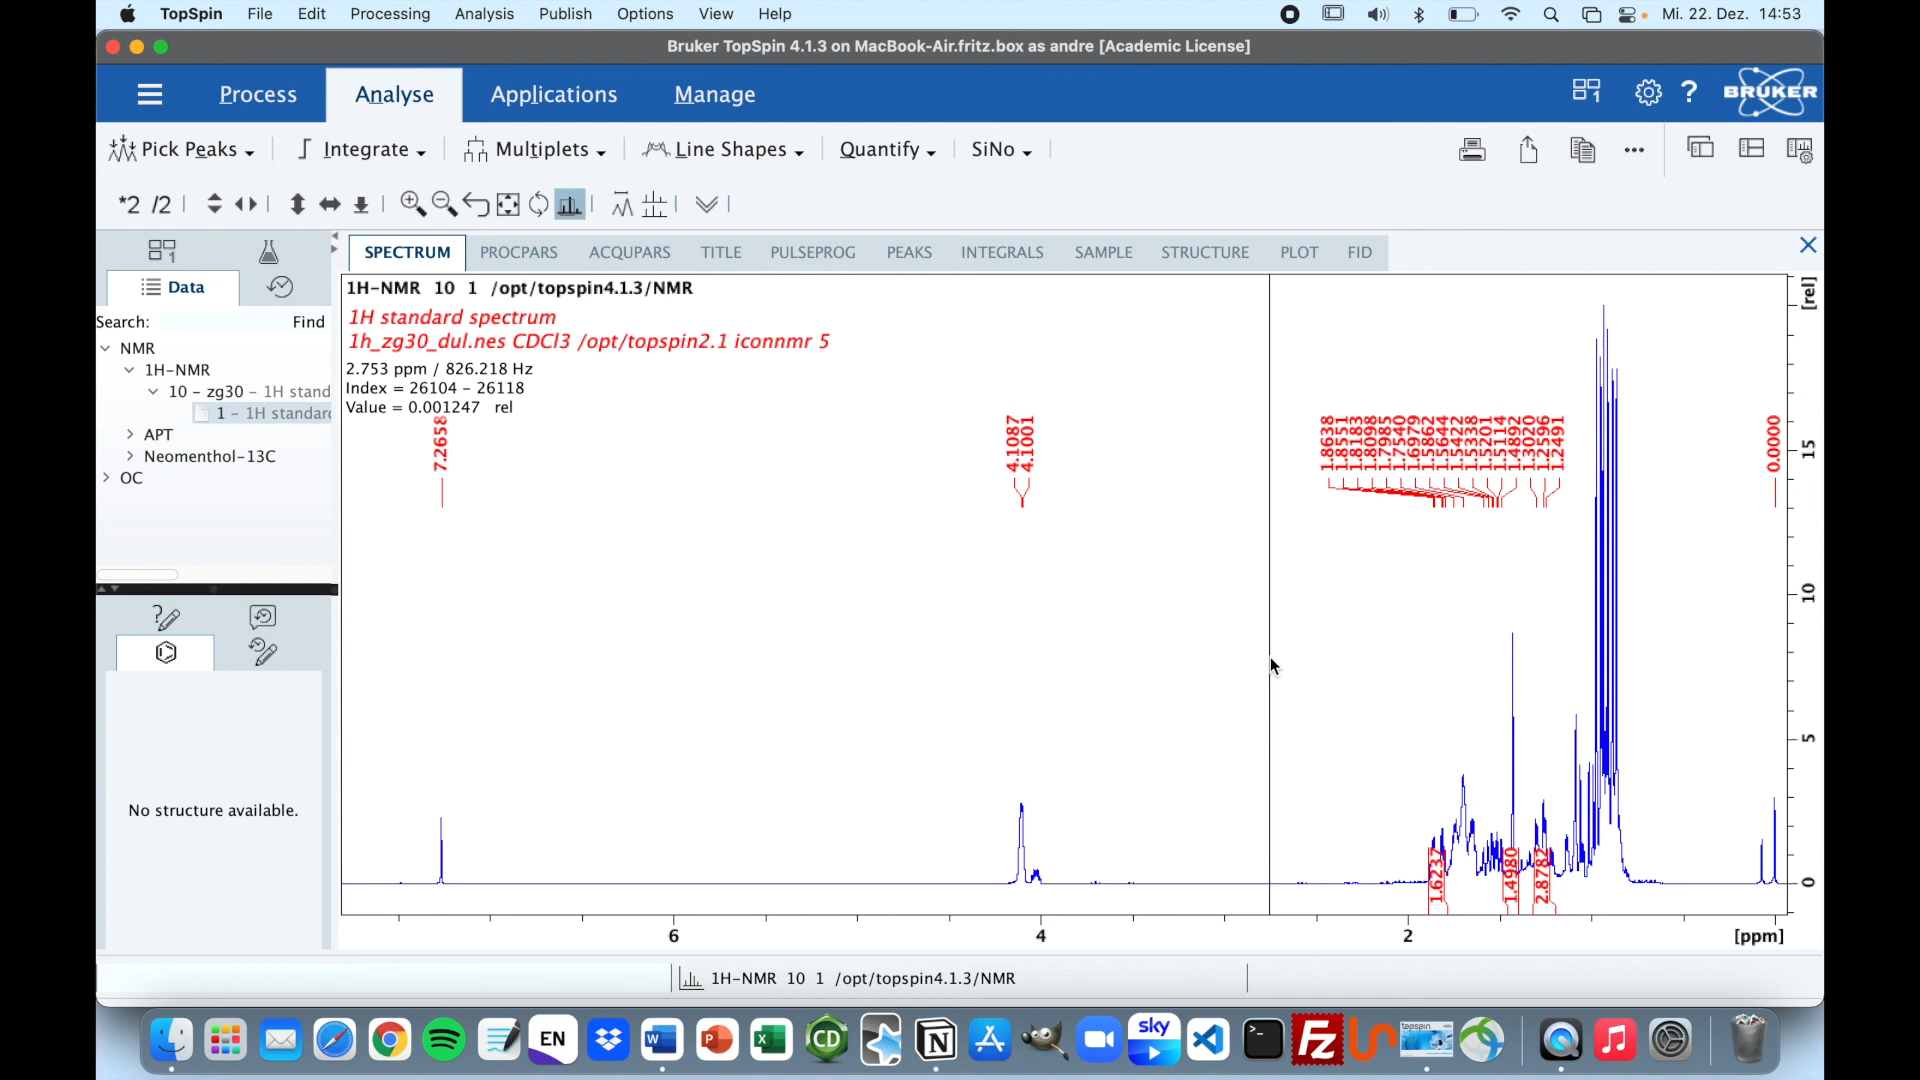 TopSpin File Edit Processing Analysis Publish Options View Help Mi. 22. Dez. 14:53
Bruker TopSpin 4.1.3 on MacBook-Air.fritz.box as andre [Academic License]
Process Analyse Applications Manage 1 ? BRUKER
Pick Peaks Integrate Multiplets Line Shapes Quantify SiNo
*2 /2
SPECTRUM PROCPARS ACQUPARS TITLE PULSEPROG PEAKS INTEGRALS SAMPLE STRUCTURE PLOT FID
Data
Search: Find
NMR
1H-NMR
10 - zg30 - 1H stand
1 - 1H standar
APT
Neomenthol-13C
OC
No structure available.
1H-NMR 10 1 /opt/topspin4.1.3/NMR
1H standard spectrum
1h_zg30_dul.nes CDCl3 /opt/topspin2.1 iconnmr 5
2.753 ppm / 826.218 Hz
Index = 26104 - 26118
Value = 0.001247 rel
7.2658
4.1087
4.1001
1.8638
1.8551
1.8183
1.8098
1.7985
1.7540
1.6979
1.5862
1.5644
1.5422
1.5338
1.5201
1.5114
1.4892
1.3020
1.2596
1.2491
0.0000
[rel]
15
10
5
0
1.6237
1.4980
2.8782
6 4 2 [ppm]
1H-NMR 10 1 /opt/topspin4.1.3/NMR
EN W P X CD N sky Fz topspin